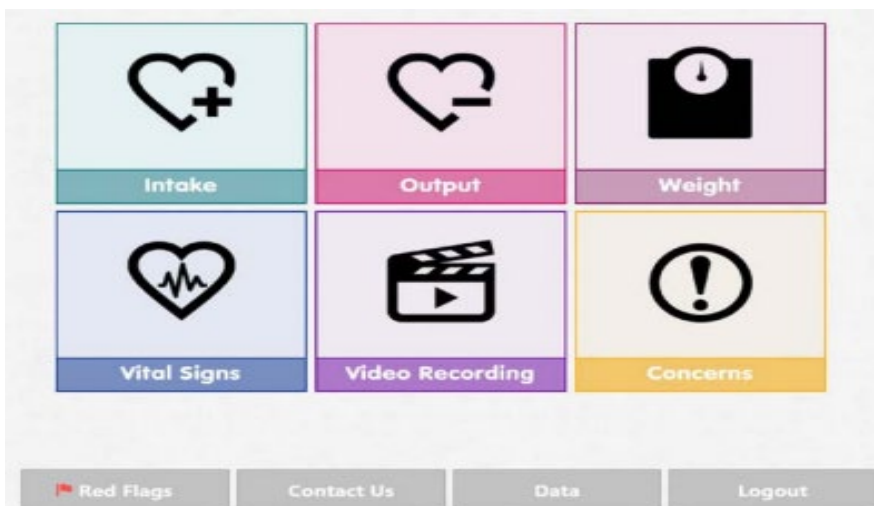 Intake
Output
Weight
Vital Signs
Video Recording
Concerns
Red Flags
Contact Us
Data
Logout